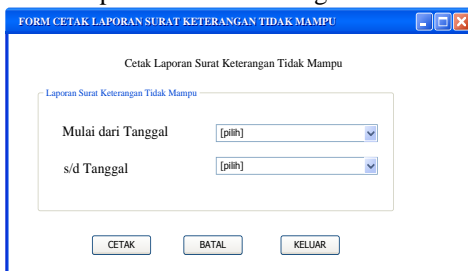 FORM CETAK LAPORAN SURAT KETERANGAN TIDAK MAMPU
Cetak Laporan Surat Keterangan Tidak Mampu
Laporan Surat Keterangan Tidak Mampu
Mulai dari Tanggal [pilih]
s/d Tanggal [pilih]
CETAK BATAL KELUAR